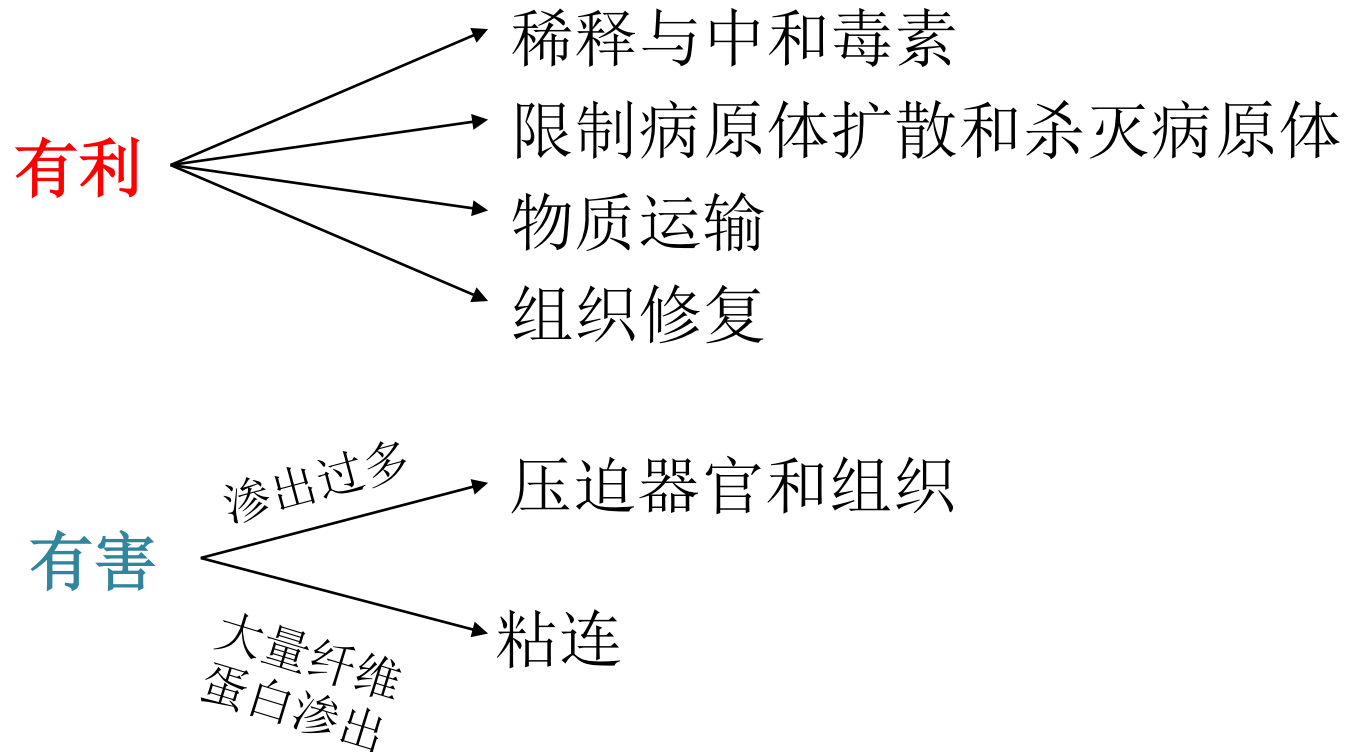 稀释与中和毒素
限制病原体扩散和杀灭病原体
有利
物质运输
组织修复
渗出过多
压迫器官和组织
有害
粘连
大量纤维
蛋白渗出